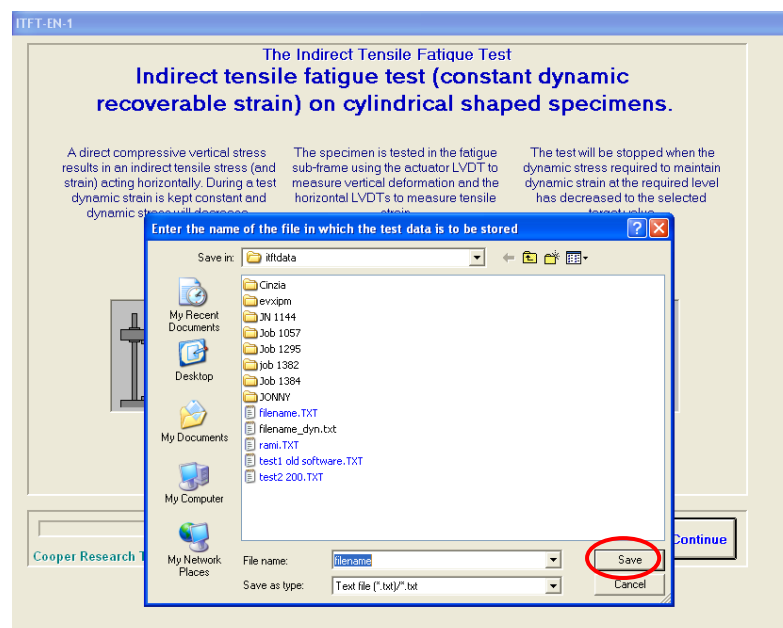 ITFT-EN-1
The Indirect Tensile Fatique Test
Indirect tensile fatigue test (constant dynamic
recoverable strain) on cylindrical shaped specimens.
A direct compressive vertical stress
results in an indirect tensile stress (and
strain) acting horizontally. During a test
dynamic strain is kept constant and
dynamic stress will decrease
The specimen is tested in the fatigue
sub-frame using the actuator LVDT to
measure vertical deformation and the
horizontal LVDTs to measure tensile
strain
The test will be stopped when the
dynamic stress required to maintain
dynamic strain at the required level
has decreased to the selected
target value
Enter the name of the file in which the test data is to be stored
Save in:
itftdata
My Recent
Documents
Desktop
My Documents
My Computer
My Network
Places
Cinzia
evxipm
JN 1144
Job 1057
Job 1295
job 1382
Job 1384
JONNY
filename.TXT
filename_dyn.txt
rami.TXT
test1 old software.TXT
test2 200.TXT
File name:
filename
Save
Save as type:
Text file (*.txt)/*.txt
Cancel
Continue
Cooper Research T